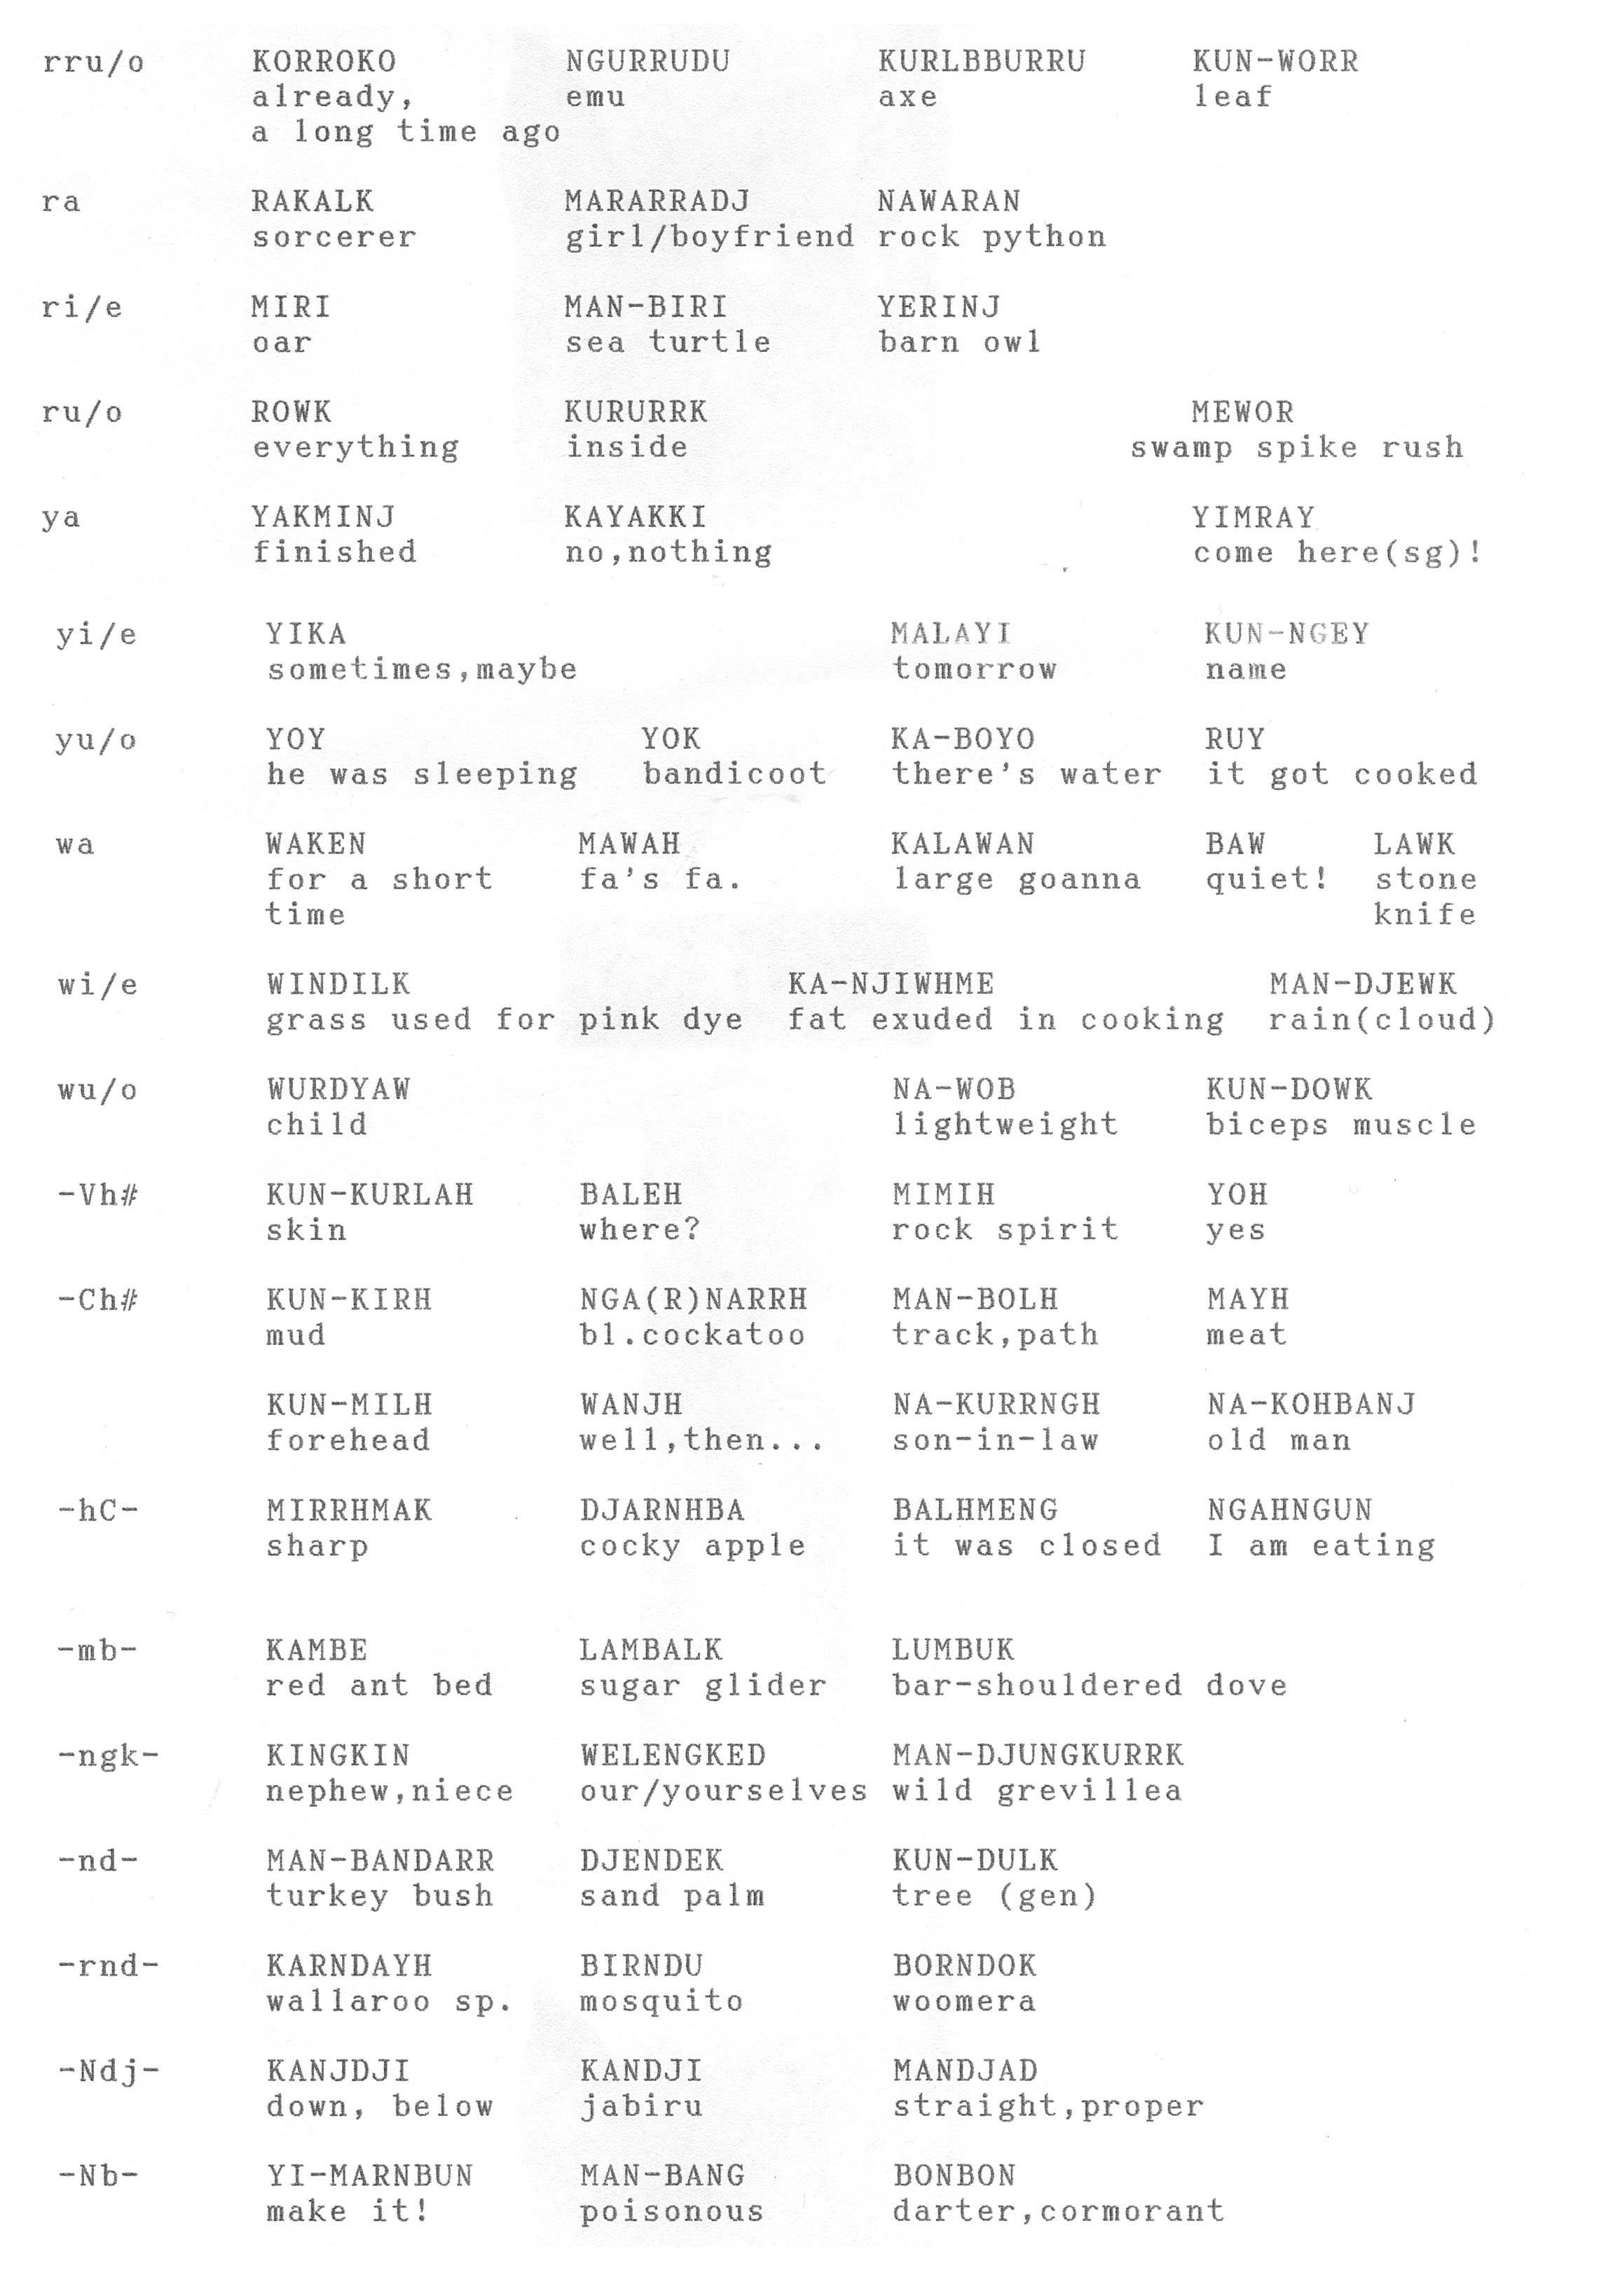 rru/o KORROKO NGURRUDU KURLBBURRU KUN-WORR
already, emu axe leaf
a long time ago
ra RAKALK MARARRADJ NAWARAN
sorcerer girl/boyfriend rock python
ri/e MIRI MAN-BIRI YERINJ
oar sea turtle barn owl
ru/o ROWK KURURRK MEWOR
everything inside swamp spike rush
ya YAKMINJ KAYAKKI YIMRAY
finished no,nothing come here(sg)!
yi/e YIKA MALAYI KUN-NGEY
sometimes,maybe tomorrow name
yu/o YOY YOK KA-BOYO RUY
he was sleeping bandicoot there's water it got cooked
wa WAKEN MAWAH KALAWAN BAW LAWK
for a short fa's fa. large goanna quiet! stone
time knife
wi/e WINDILK KA-NJIWHME MAN-DJEWK
grass used for pink dye fat exuded in cooking rain(cloud)
wu/o WURDYAW NA-WOB KUN-DOWK
child lightweight biceps muscle
-Vh# KUN-KURLAH BALEH MIMIH YOH
skin where? rock spirit yes
-Ch# KUN-KIRH NGA(R)NARRH MAN-BOLH MAYH
mud bl.cockatoo track,path meat
KUN-MILH WANJH NA-KURRNGH NA-KOHBANJ
forehead well,then... son-in-law old man
-hC- MIRRHMAK DJARNHBA BALHMENG NGAHNGUN
sharp cocky apple it was closed I am eating
-mb- KAMBE LAMBALK LUMBUK
red ant bed sugar glider bar-shouldered dove
-ngk- KINGKIN WELENGKED MAN-DJUNGKURRK
nephew,niece our/yourselves wild grevillea
-nd- MAN-BANDARR DJENDEK KUN-DULK
turkey bush sand palm tree (gen)
-rnd- KARNDAYH BIRNDU BORNDOK
wallaroo sp. mosquito woomera
-Ndj- KANJDJI KANDJI MANDJAD
down, below jabiru straight,proper
-Nb- YI-MARNBUN MAN-BANG BONBON
make it! poisonous darter,cormorant